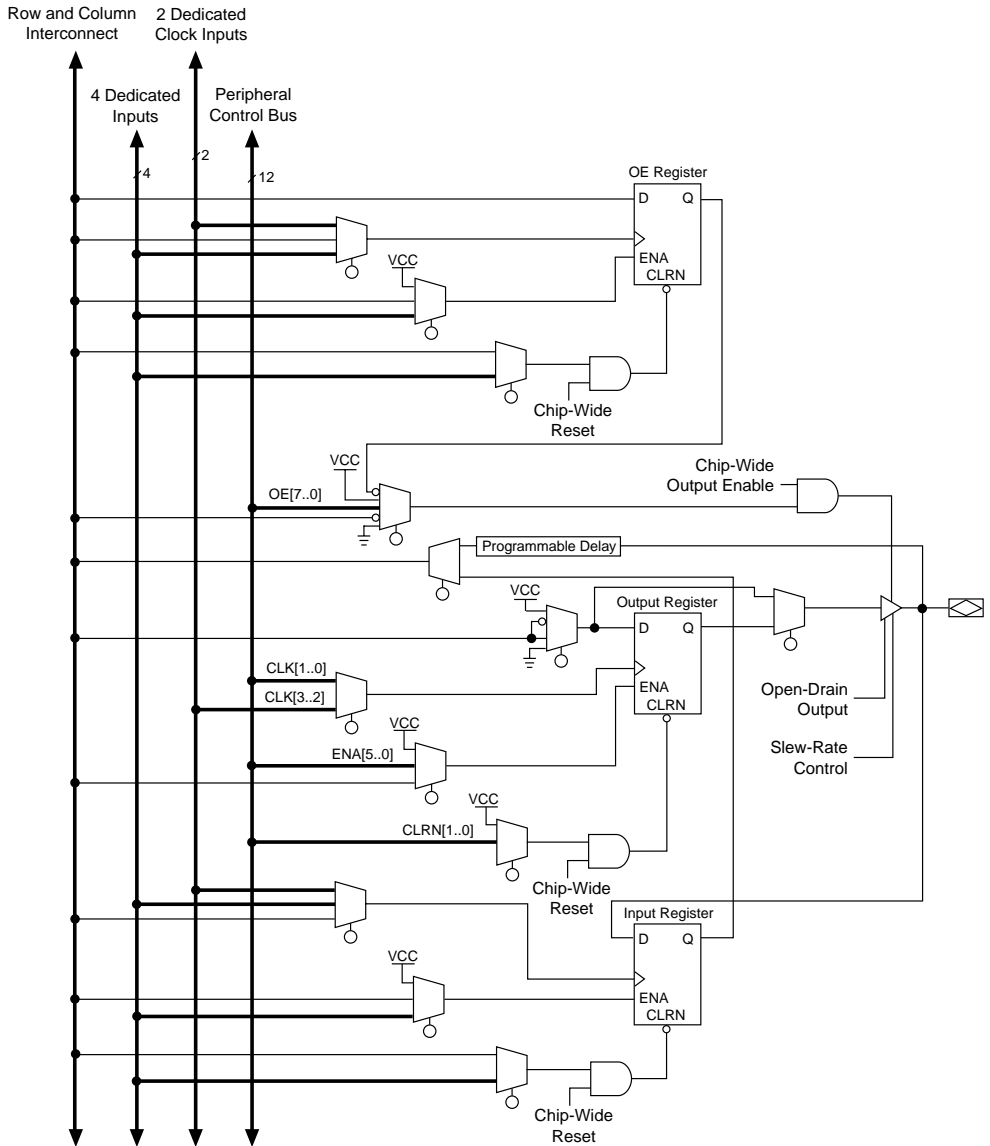 Row and Column
Interconnect
2 Dedicated
Clock Inputs
4 Dedicated
Inputs
Peripheral
Control Bus
2
4
12
OE Register
D Q
ENA
CLRN
VCC
Chip-Wide
Reset
VCC
OE[7..0]
Chip-Wide
Output Enable
Programmable Delay
VCC
Output Register
D Q
ENA
CLRN
CLK[1..0]
CLK[3..2]
Open-Drain
Output
VCC
ENA[5..0]
Slew-Rate
Control
VCC
CLRN[1..0]
Chip-Wide
Reset
Input Register
D Q
ENA
CLRN
VCC
Chip-Wide
Reset